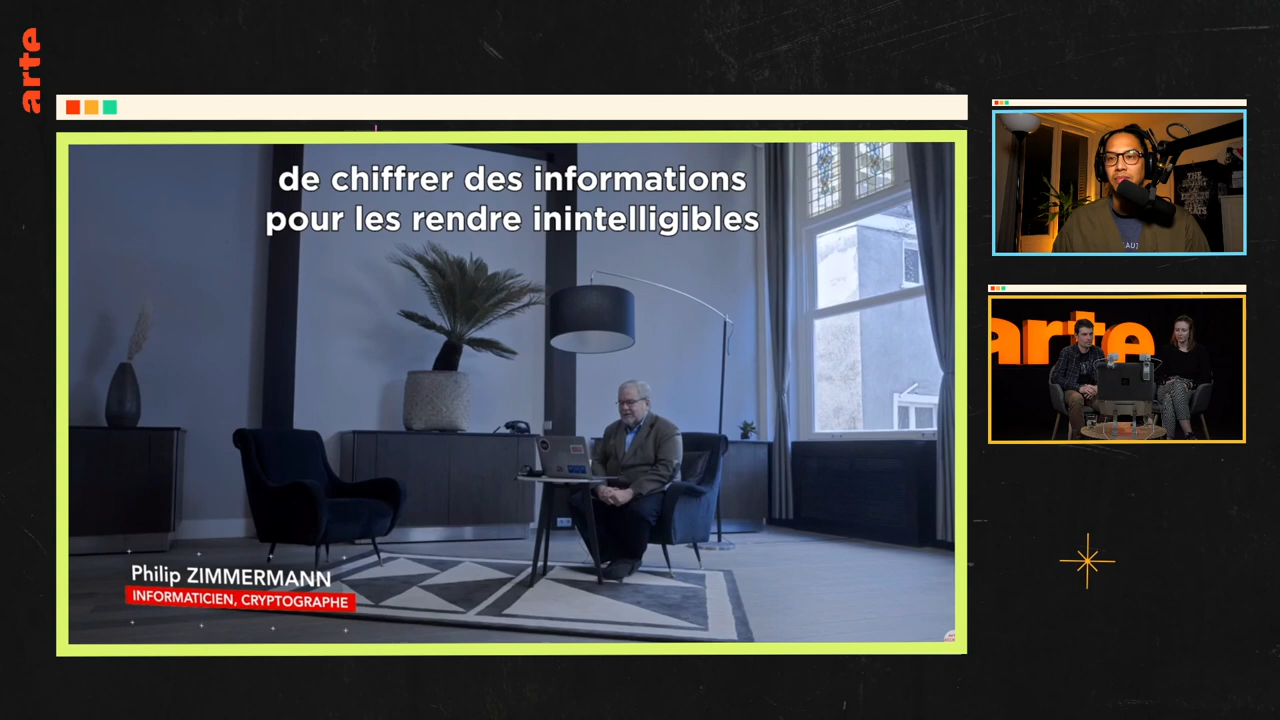 arte
de chiffrer des informations
pour les rendre inintelligibles
Philip ZIMMERMANN
INFORMATICIEN, CRYPTOGRAPHE
arte